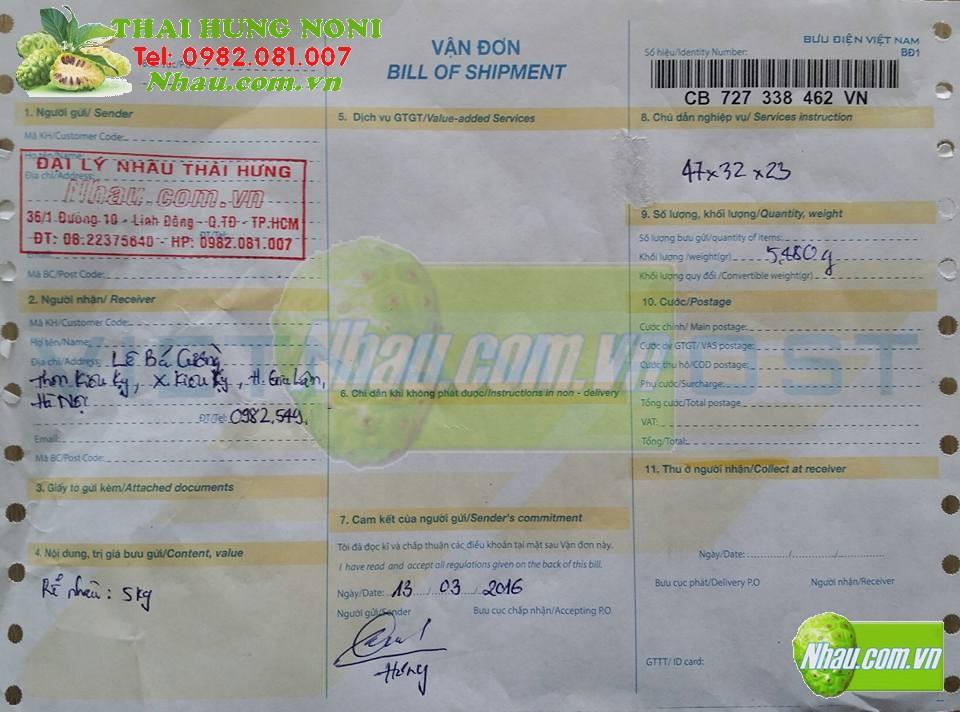 THAI HUNG NONI
Tel: 0982.081.007
Nhau.com.vn
VẬN ĐƠN
BILL OF SHIPMENT
BƯU ĐIỆN VIỆT NAM
BĐ1
Số hiệu/Identity Number:
CB 727 338 462 VN
1. Người gửi/ Sender
Mã KH/Customer Code:
Họ tên/Name:
Địa chỉ/Address:
ĐẠI LÝ NHÀU THÁI HƯNG
Nhau.com.vn
36/1 Đường 10 - Linh Đông - Q.TĐ - TP.HCM
ĐT: 08.22375640 - HP: 0982.081.007
Mã BC/Post Code:
2. Người nhận/ Receiver
Mã KH/Customer Code:
Họ tên/Name:
Địa chỉ/Address: Lê Bá Cường
Thôn Kiêu Kỵ, X Kiêu Kỵ, H. Gia Lâm,
Hà Nội
ĐT/Tel: 0982.549.
Email:
Mã BC/Post Code:
3. Giấy tờ gửi kèm/Attached documents
4. Nội dung, trị giá bưu gửi/Content, value
Rễ nhàu: 5kg
5. Dịch vụ GTGT/Value-added Services
Nhau.com.vn
6. Chỉ dẫn khi không phát được/Instructions in non - delivery
7. Cam kết của người gửi/Sender's commitment
Tôi đã đọc kĩ và chấp thuận các điều khoản tại mặt sau Vận đơn này.
I have read and accept all regulations given on the back of this bill.
Ngày/Date: 13 / 03 / 2016
Người gửi/Sender
Bưu cục chấp nhận/Accepting P.O
Hưng
8. Chú dẫn nghiệp vụ/ Services instruction
47x32x23
9. Số lượng, khối lượng/Quantity, weight
Số lượng bưu gửi/quantity of items:
Khối lượng /weight(gr) 5,480g
Khối lượng quy đổi /Convertible weight(gr)
10. Cước/Postage
Cước chính/ Main postage:
Cước dv GTGT/ VAS postage:
Cước thu hộ/COD postage:
Phụ cước/Surcharge:
Tổng cước/Total postage
VAT:
Tổng/Total:
11. Thu ở người nhận/Collect at receiver
Ngày/Date:
Bưu cục phát/Delivery P.O
Người nhận/Receiver
GTTT/ ID card:
Nhau.com.vn